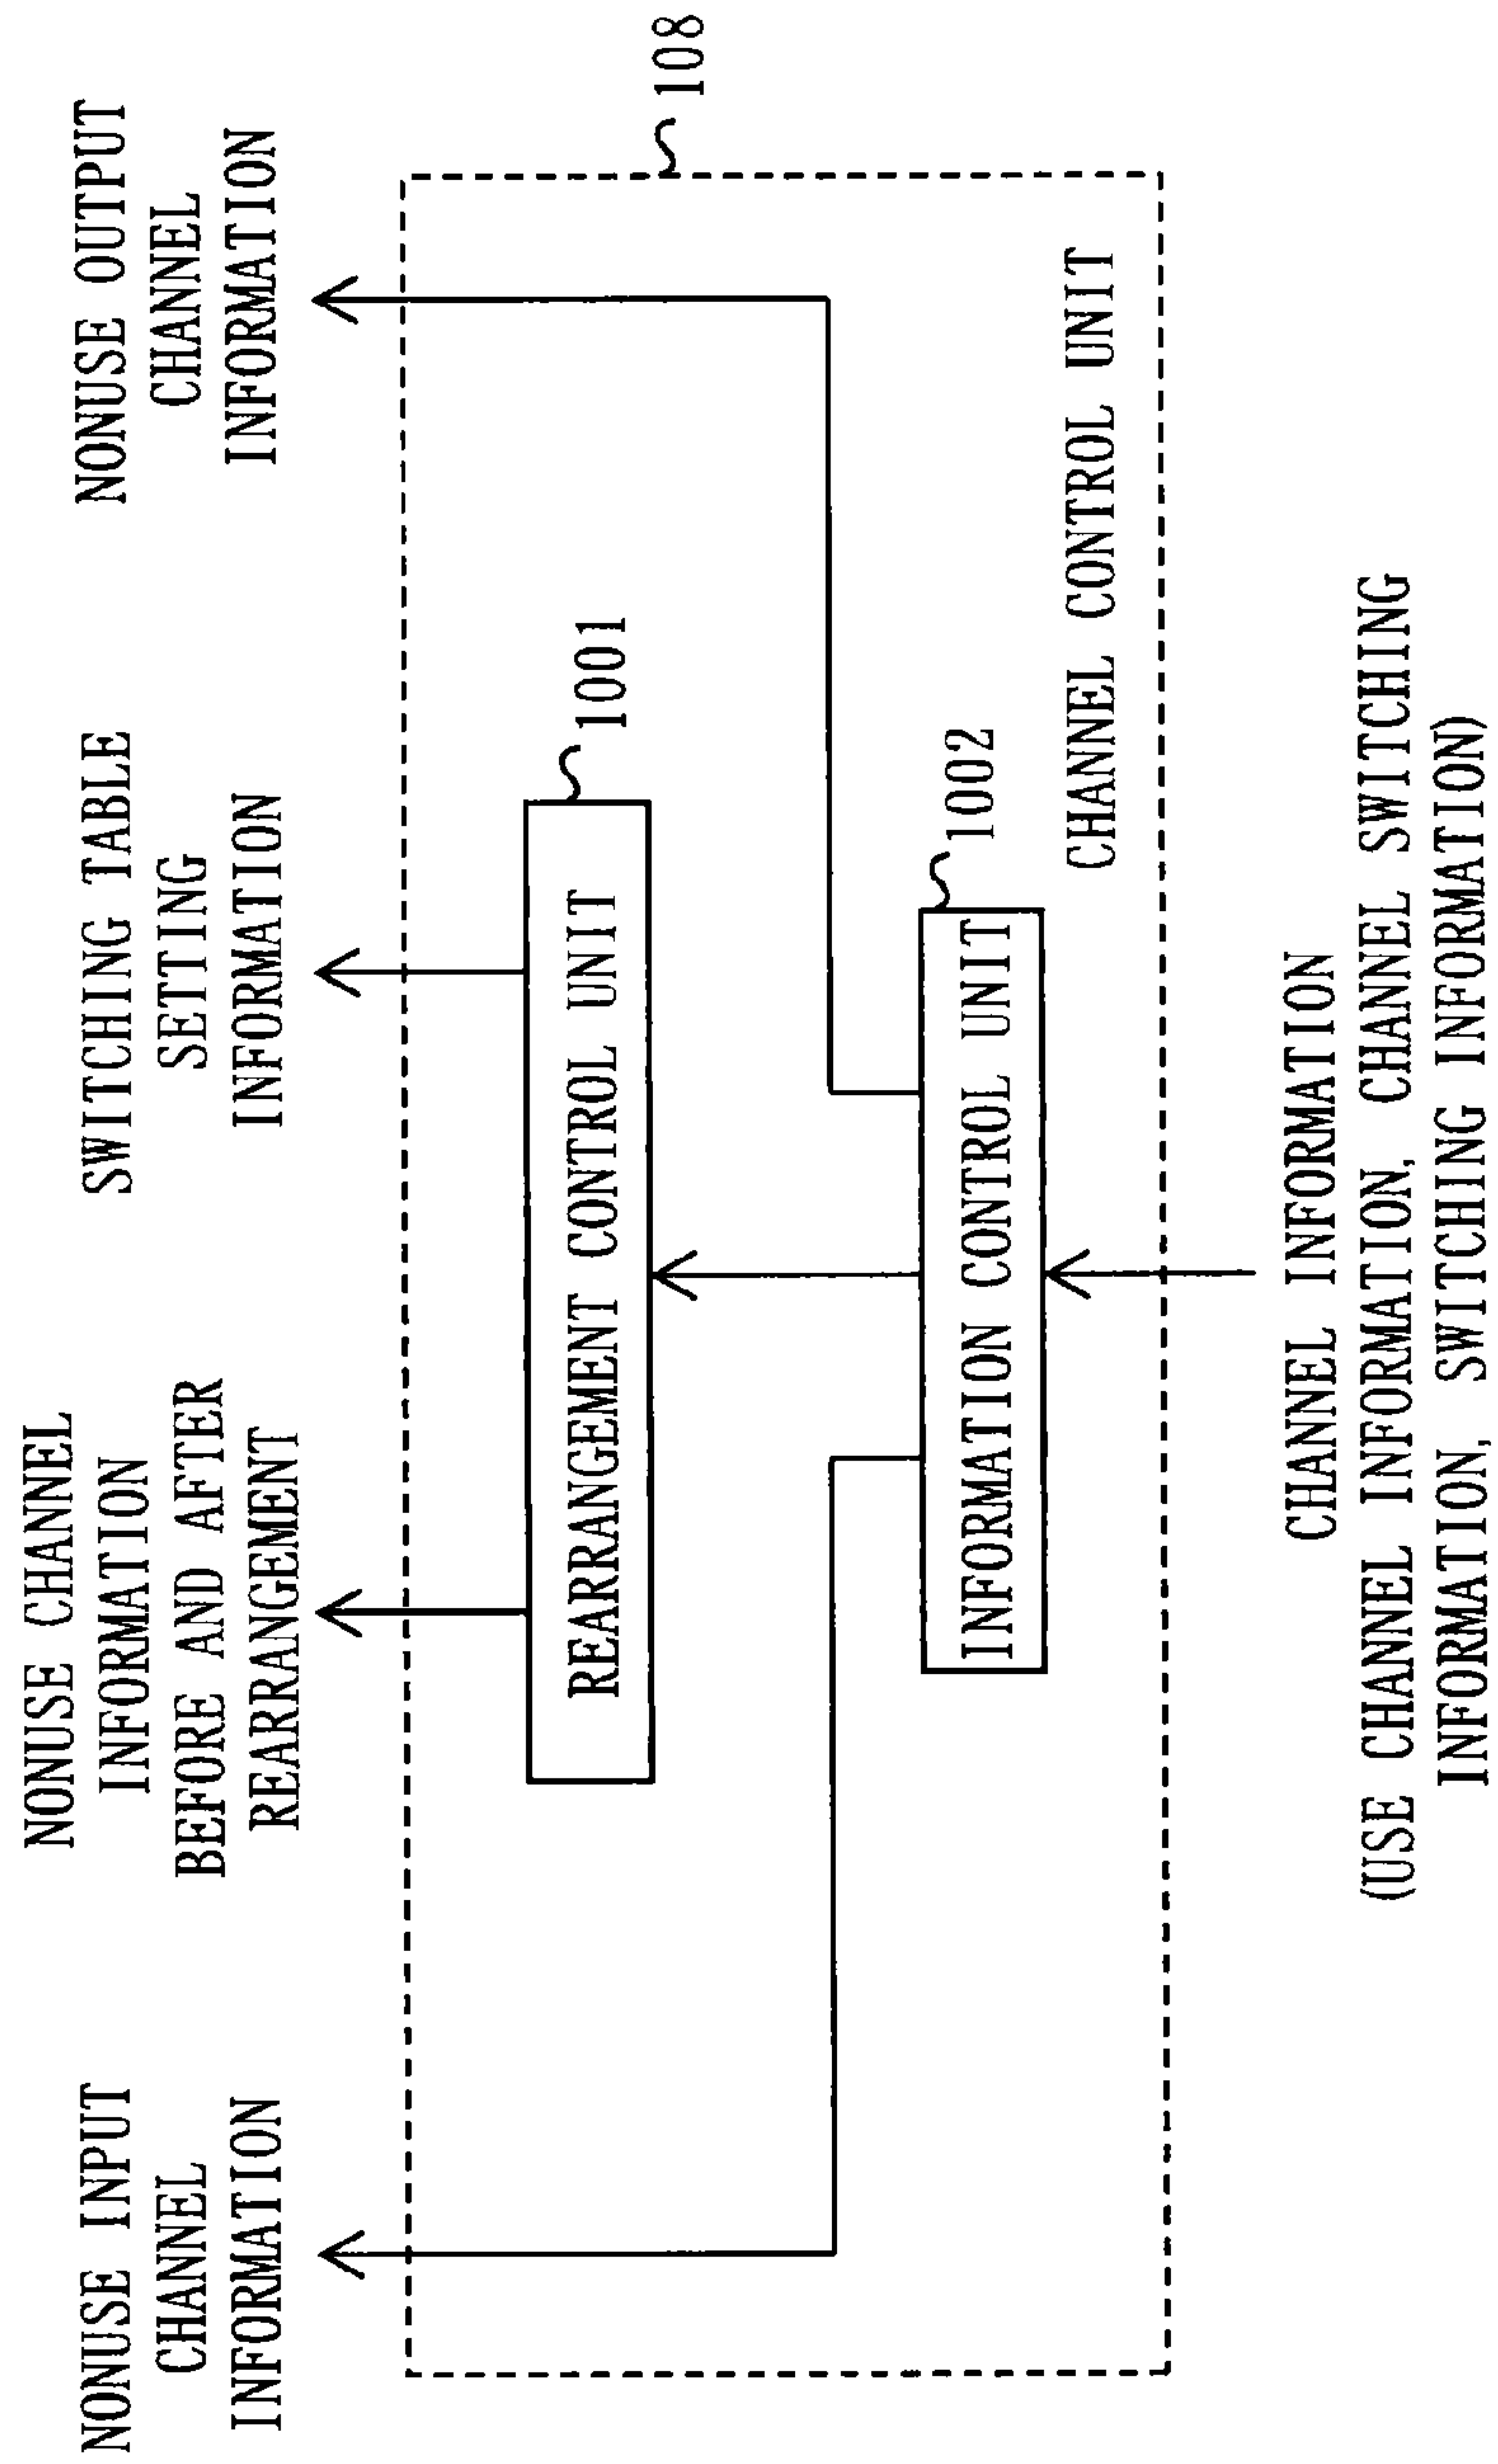 NONUSE INPUT
CHANNEL
INFORMATION
NONUSE CHANNEL
INFORMATION
BEFORE AND AFTER
REARRANGEMENT
SWITCHING TABLE
SETTING
INFORMATION
NONUSE OUTPUT
CHANNEL
INFORMATION
108
1001
REARRANGEMENT CONTROL UNIT
1002
INFORMATION CONTROL UNIT
CHANNEL CONTROL UNIT
CHANNEL INFORMATION
(USE CHANNEL INFORMATION, CHANNEL SWITCHING
INFORMATION, SWITCHING INFORMATION)